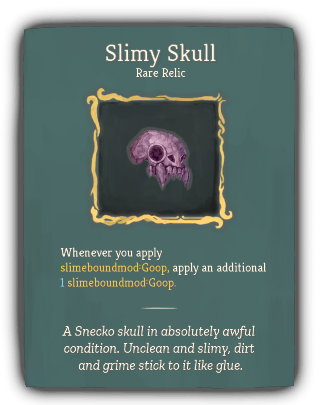 Slimy Skull
Rare Relic
Whenever you apply
slimeboundmod:Goop, apply an additional
1 slimeboundmod:Goop.
A Snecko skull in absolutely awful
condition. Unclean and slimy, dirt
and grime stick to it like glue.